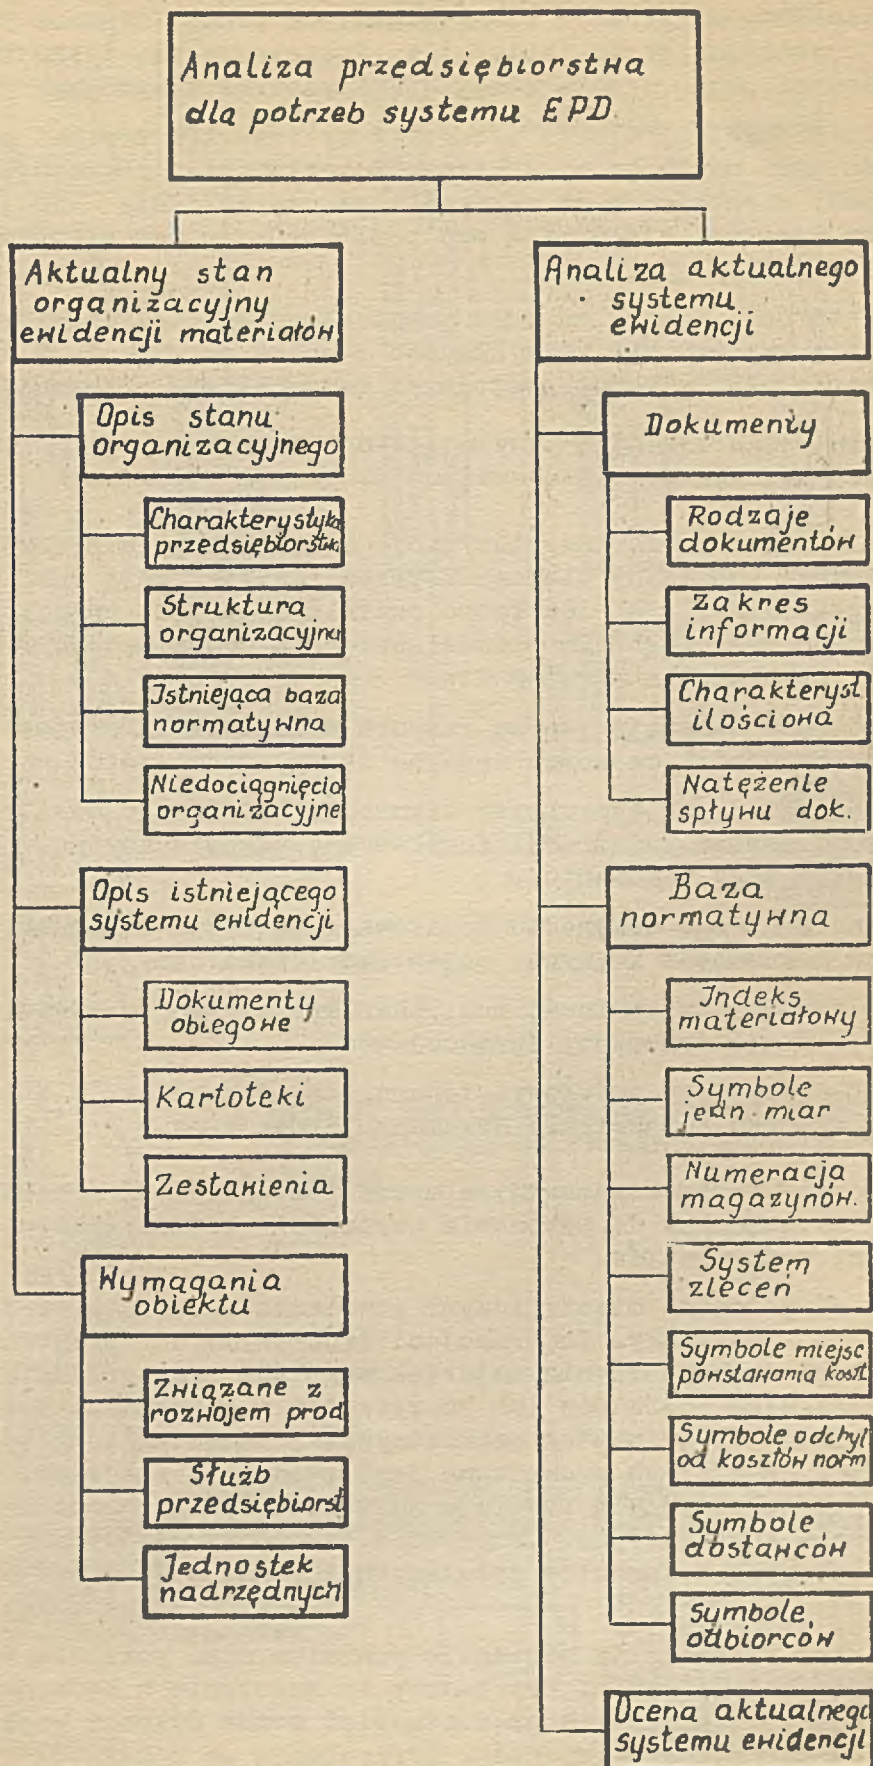 Analiza przedsiębiorstwa
dla potrzeb systemu EPD
Aktualny stan
organizacyjny
ewidencji materiałów
Opis stanu
organizacyjnego
Charakterystyka
przedsiębiorstwa
Struktura
organizacyjna
Istniejąca baza
normatywna
Niedociągnięcia
organizacyjne
Opis istniejącego
systemu ewidencji
Dokumenty
obiegowe
Kartoteki
Zestawienia
Wymagania
obiektu
Związane z
rozwojem prod
Służb
przedsiębiorst
Jednostek
nadrzędnych
Analiza aktualnego
systemu
ewidencji
Dokumenty
Rodzaje
dokumentów
Zakres
informacji
Charakteryst
ilościowa
Natężenie
spływu dok.
Baza
normatywna
Indeks
materiałowy
Symbole
jedn. miar
Numeracja
magazynów.
System
zleceń
Symbole miejsc
powstawania koszt
Symbole odchyl
od kosztów norm
Symbole
dostawców
Symbole
odbiorców
Ocena aktualnego
systemu ewidencji